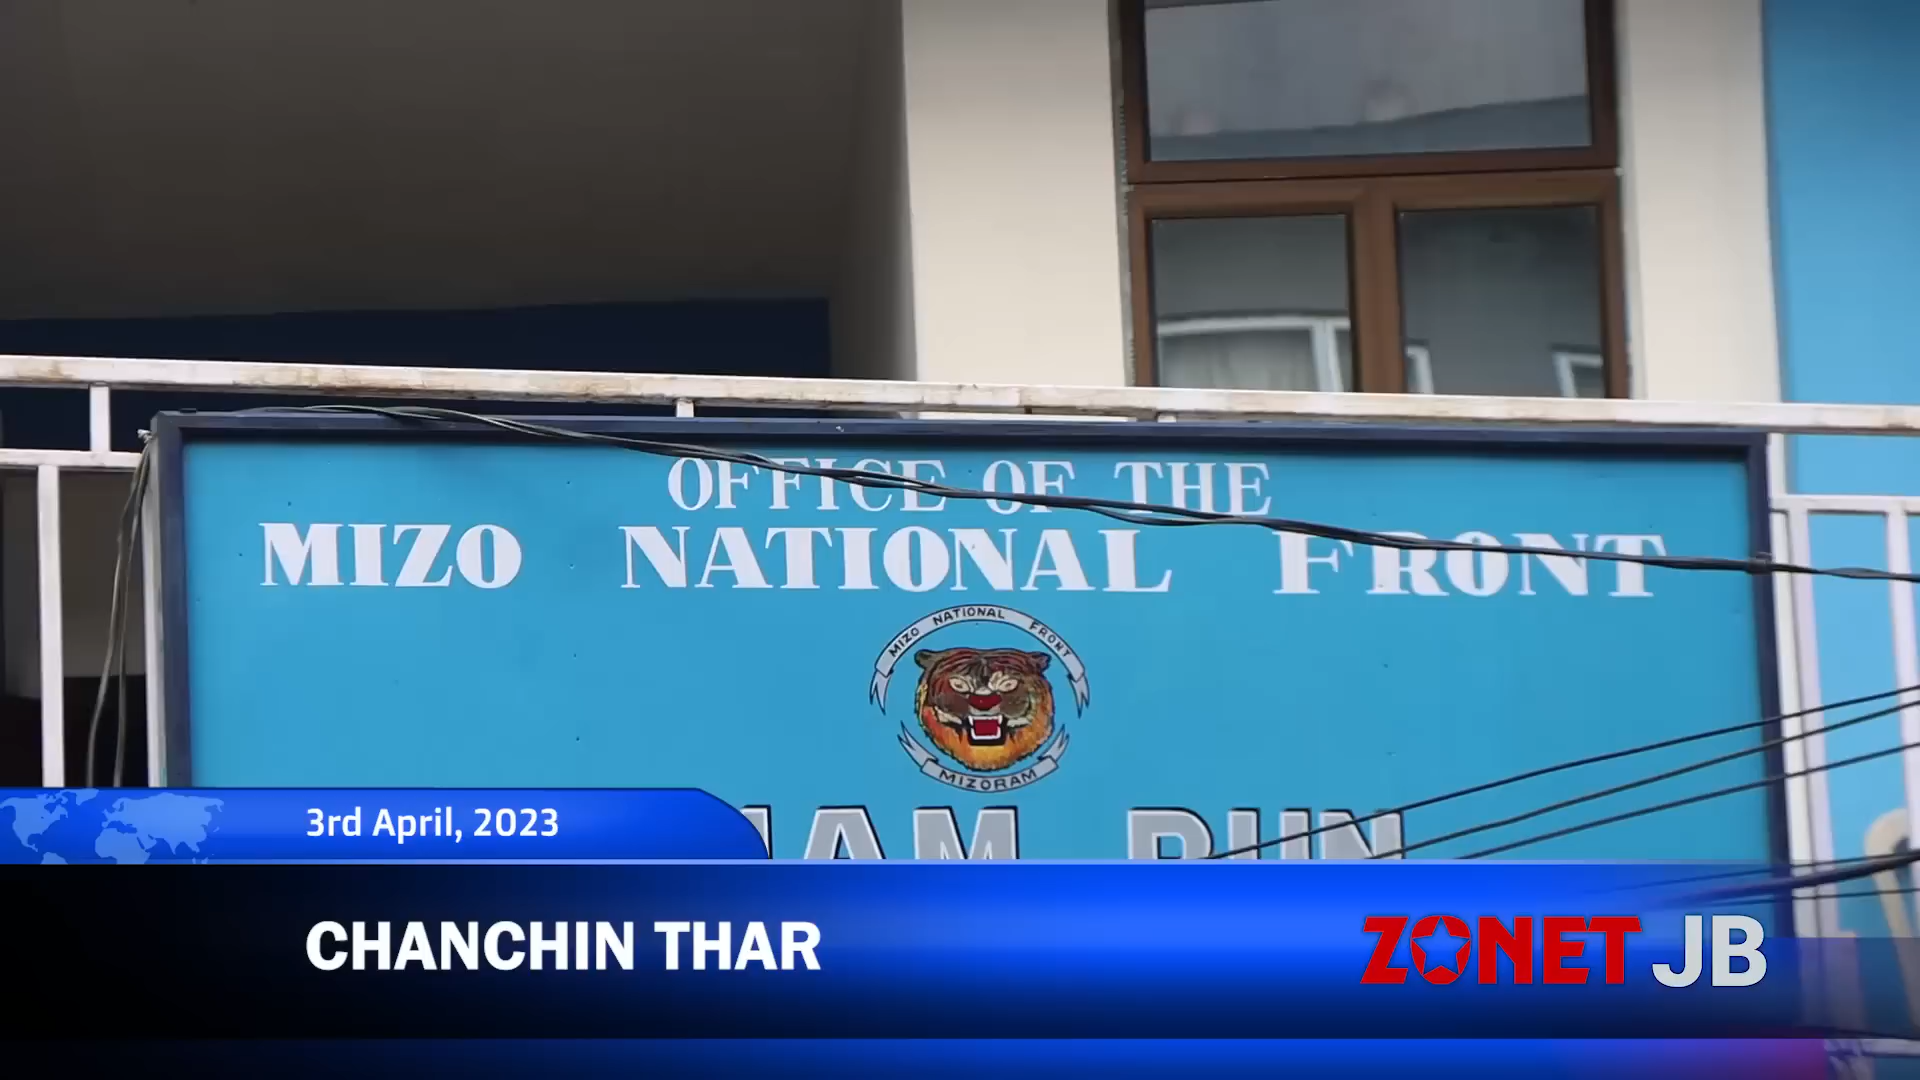 OFFICE OF THE
MIZO NATIONAL FRONT
MIZO NATIONAL FRONT
MIZORAM
3rd April, 2023
CHANCHIN THAR
ZONET JB